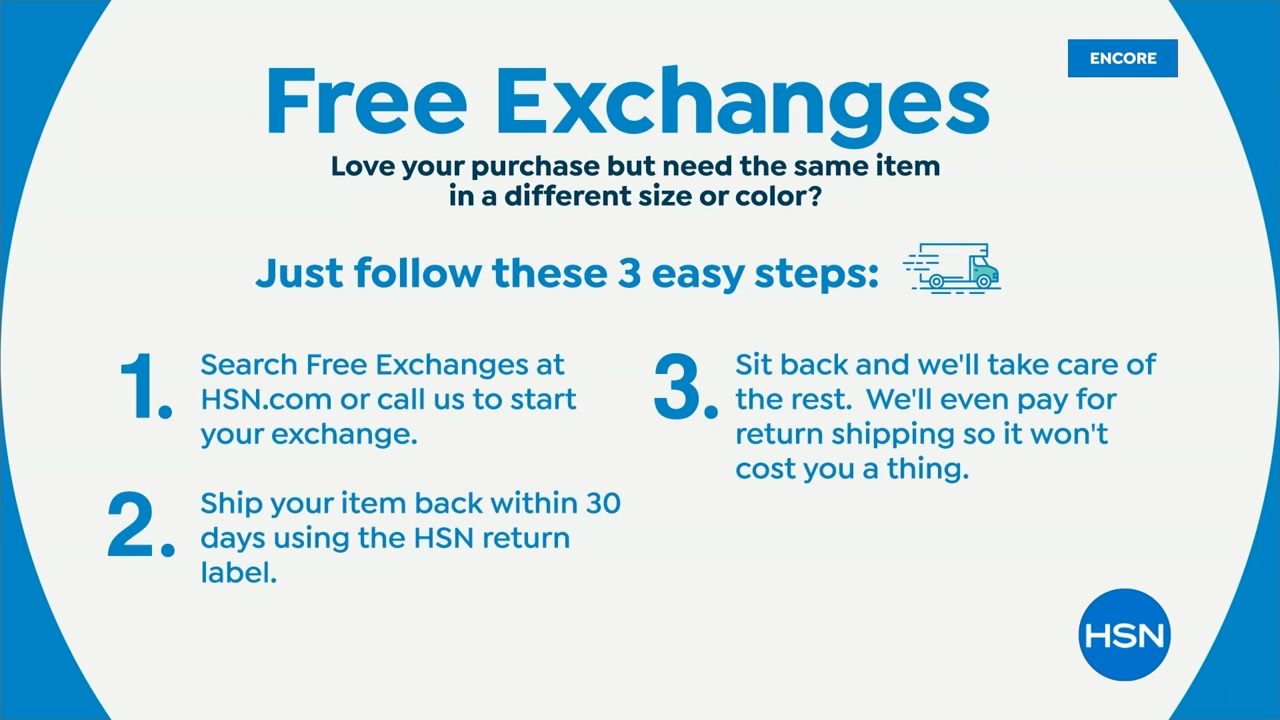 ENCORE
Free Exchanges
Love your purchase but need the same item
in a different size or color?
Just follow these 3 easy steps:
1. Search Free Exchanges at
HSN.com or call us to start
your exchange.
2. Ship your item back within 30
days using the HSN return
label.
3. Sit back and we'll take care of
the rest.  We'll even pay for
return shipping so it won't
cost you a thing.
HSN